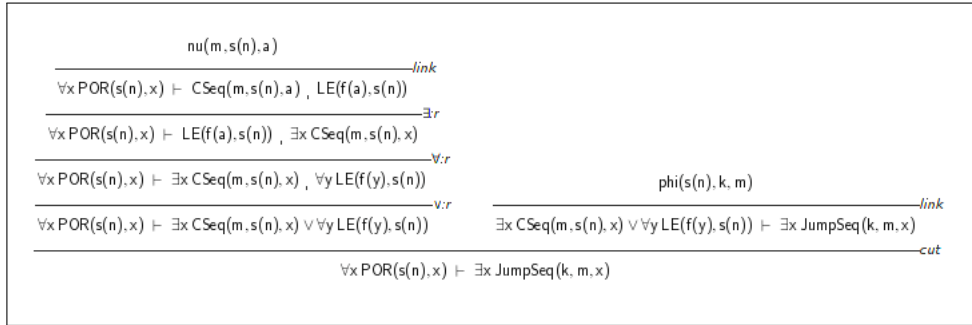 nu(m,s(n),a)
link
∀x POR(s(n),x) ⊢ CSeq(m,s(n),a) , LE(f(a),s(n))
∃:r
∀x POR(s(n),x) ⊢ LE(f(a),s(n)) , ∃x CSeq(m,s(n),x)
∀:r
∀x POR(s(n),x) ⊢ ∃x CSeq(m,s(n),x) , ∀y LE(f(y),s(n))
∨:r
∀x POR(s(n),x) ⊢ ∃x CSeq(m,s(n),x) ∨ ∀y LE(f(y),s(n))
phi(s(n),k,m)
link
∃x CSeq(m,s(n),x) ∨ ∀y LE(f(y),s(n)) ⊢ ∃x JumpSeq(k,m,x)
cut
∀x POR(s(n),x) ⊢ ∃x JumpSeq(k,m,x)